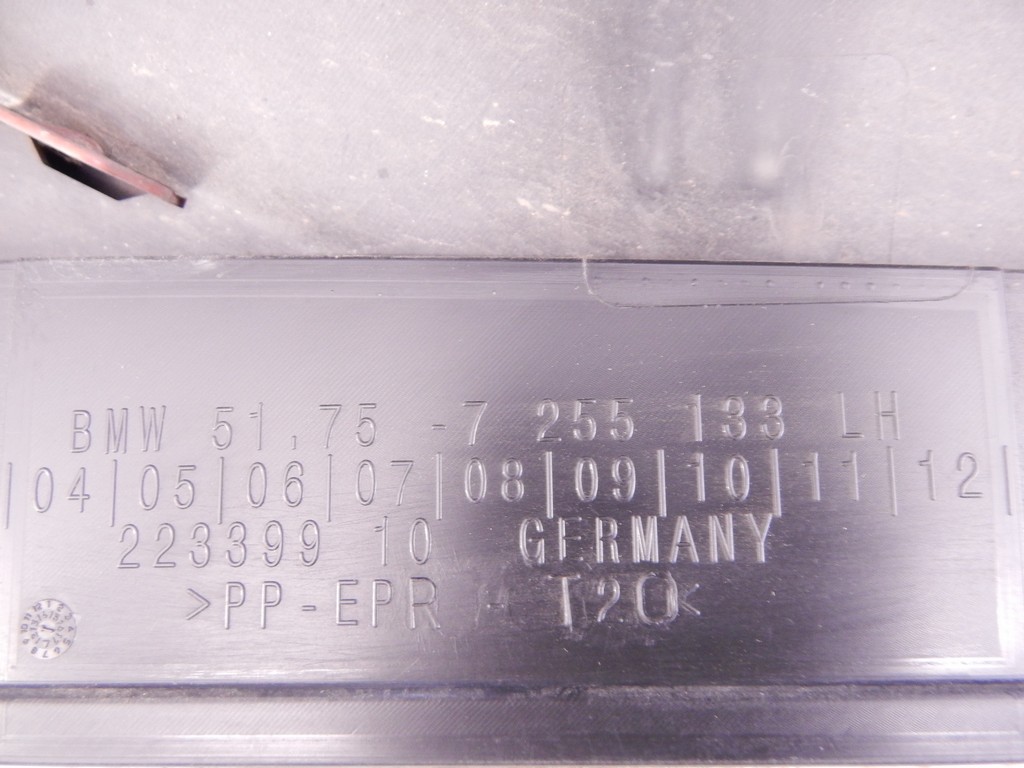 BMW 51.75 -7 255 133 LH
|04|05|06|07|08|09|10|11|12|
223399 10 GERMANY
>PP-EPR - T20<